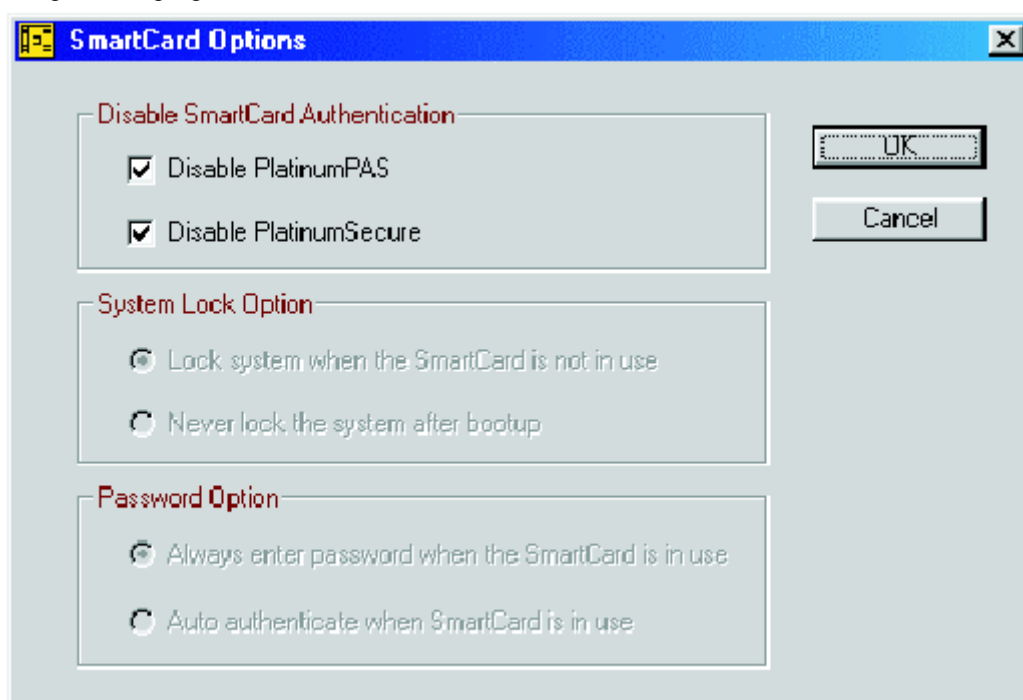 SmartCard Options
Disable SmartCard Authentication
Disable PlatinumPAS
Disable PlatinumSecure
OK
Cancel
System Lock Option
Lock system when the SmartCard is not in use
Never lock the system after bootup
Password Option
Always enter password when the SmartCard is in use
Auto authenticate when SmartCard is in use